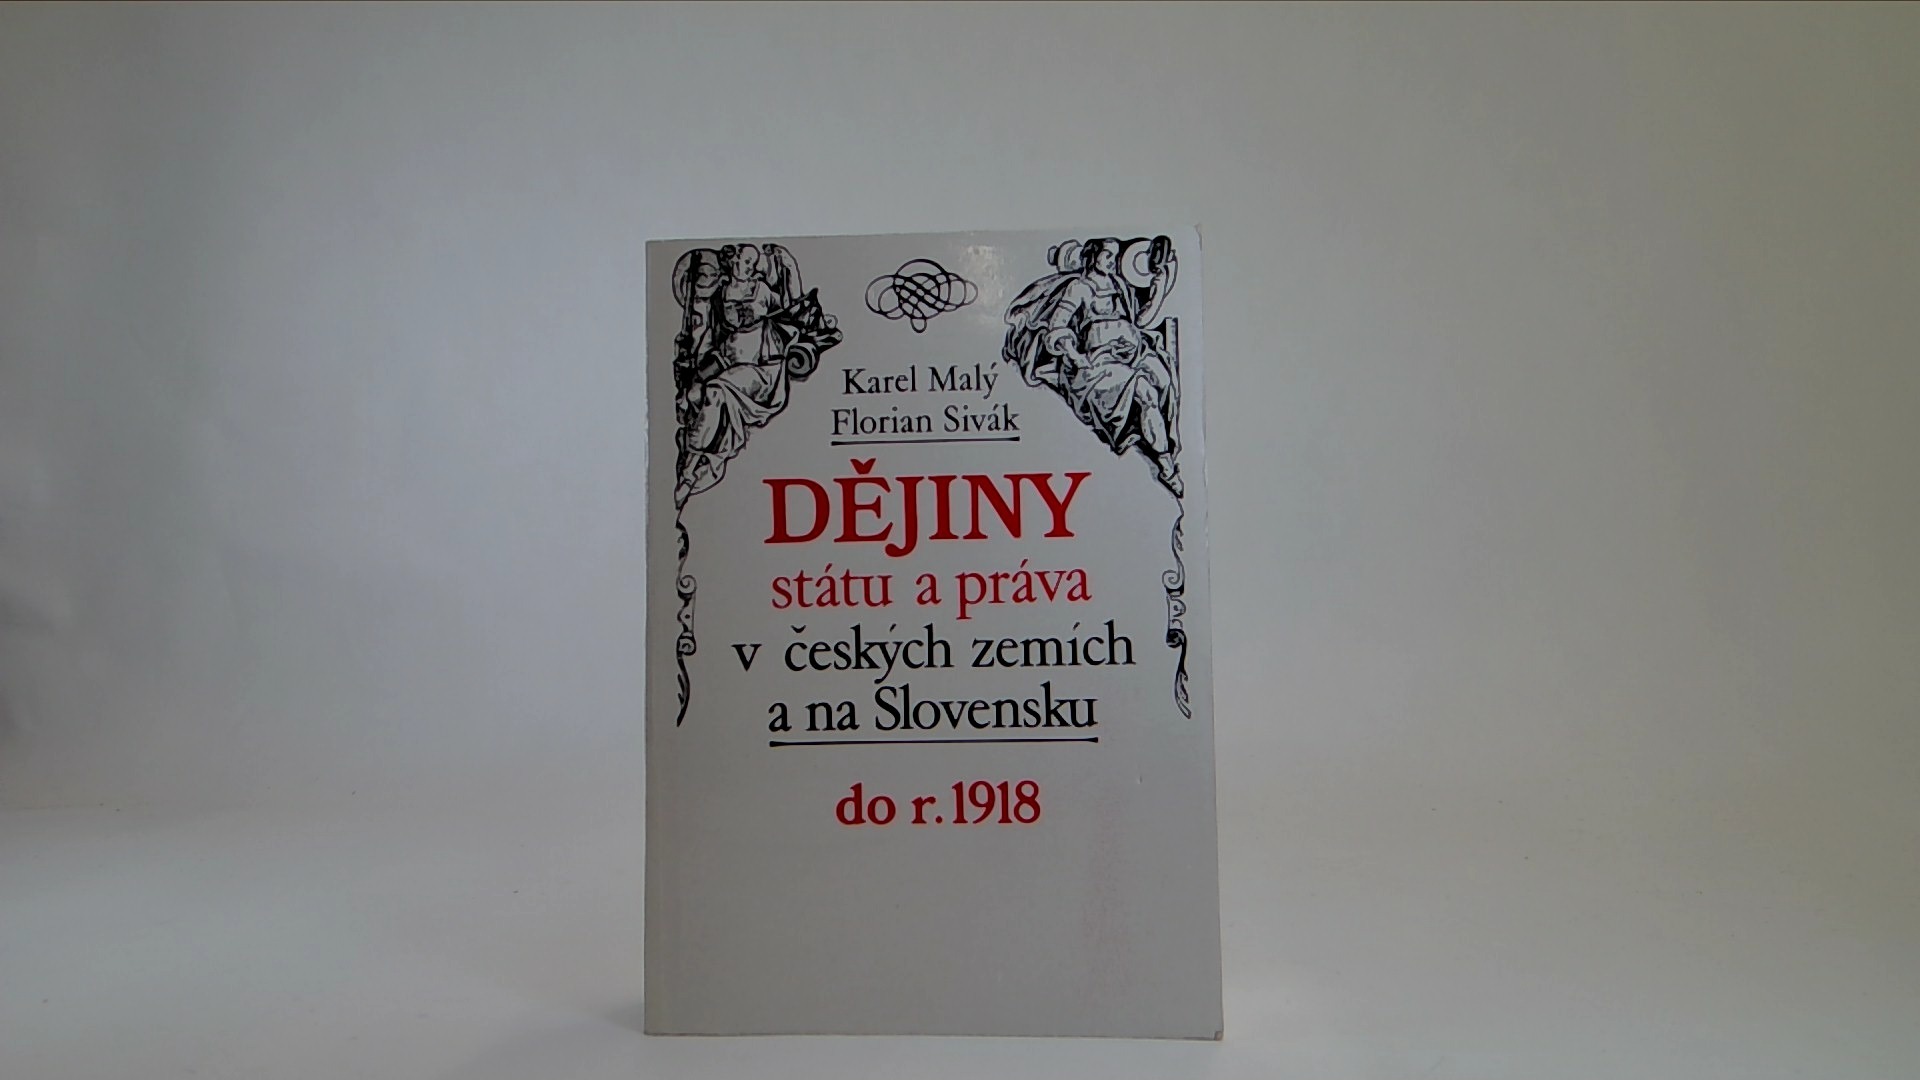 Karel Malý
Florian Sivák
DĚJINY
státu a práva
v českých zemích
a na Slovensku
do r. 1918